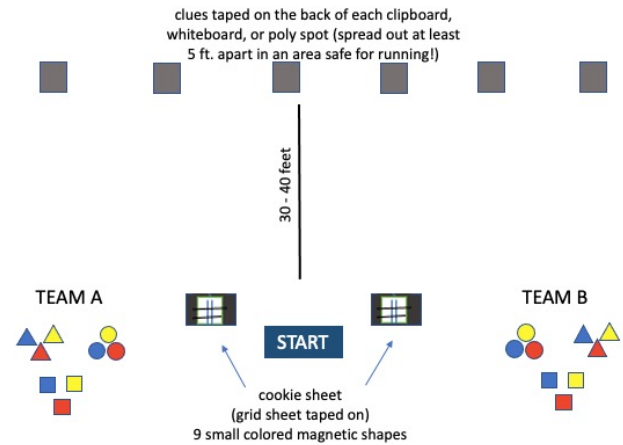 clues taped on the back of each clipboard,
whiteboard, or poly spot (spread out at least
5 ft. apart in an area safe for running!)
30 - 40 feet
TEAM A
TEAM B
START
cookie sheet
(grid sheet taped on)
9 small colored magnetic shapes